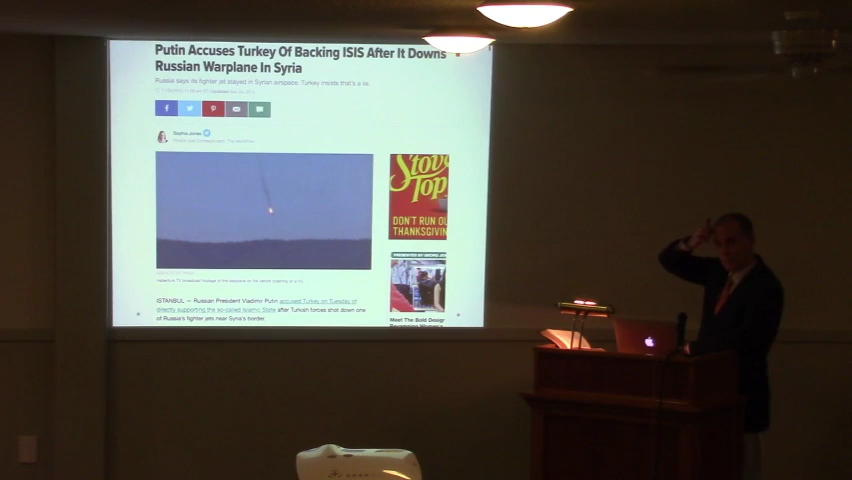 Putin Accuses Turkey Of Backing ISIS After It Downs
Russian Warplane In Syria
Russia says its fighter jet stayed in Syrian airspace. Turkey insists that's a lie.
Sophia Jones
Stove
Top
DON'T RUN OU
THANKSGIVIN
ISTANBUL — Russian President Vladimir Putin accused Turkey on Tuesday of
directly supporting the so-called Islamic State after Turkish forces shot down one
of Russia's fighter jets near Syria's border.
PRESENTED BY
Meet The Bold Design